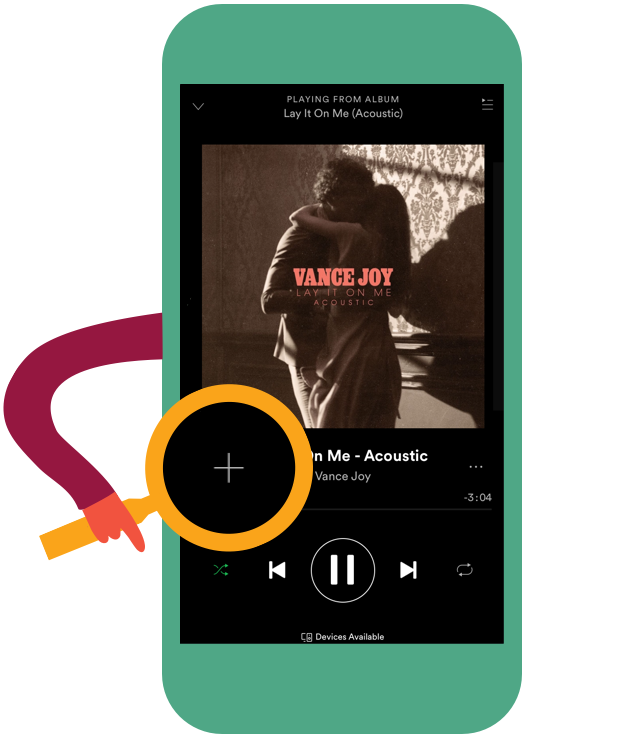 PLAYING FROM ALBUM
Lay It On Me (Acoustic)
VANCE JOY
LAY IT ON ME
ACOUSTIC
On Me - Acoustic
Vance Joy
-3:04
Devices Available